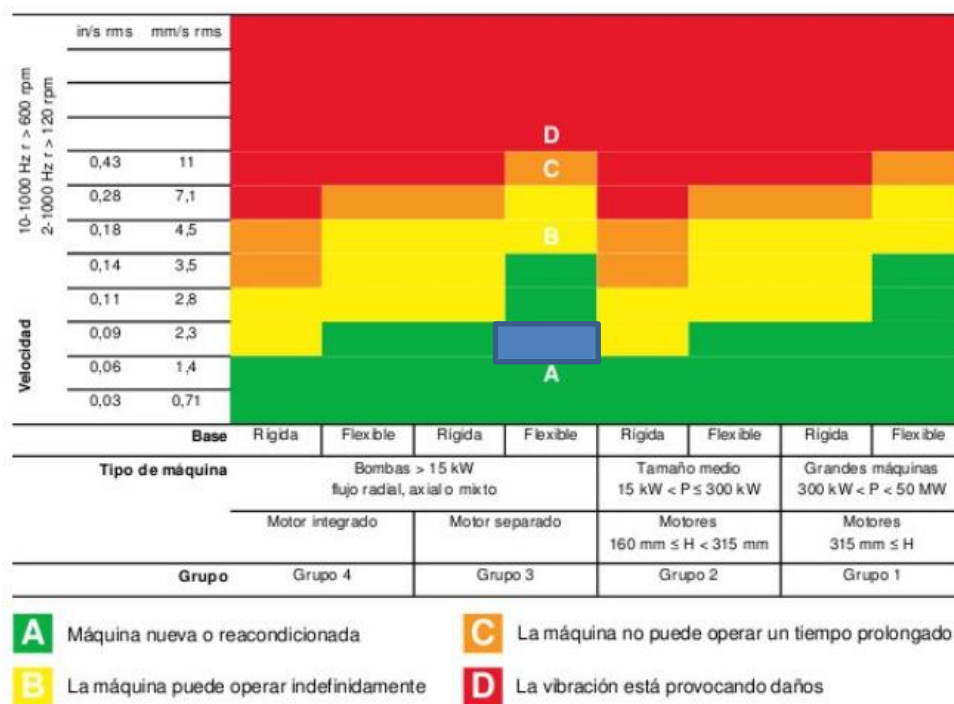 in/s rms mm/s rms
10-1000 Hz r > 600 rpm
2-1000 Hz r > 120 rpm
Velocidad
D
0,43 11
C
0,28 7,1
0,18 4,5
B
0,14 3,5
0,11 2,8
0,09 2,3
0,06 1,4
A
0,03 0,71
Base Rígida Flexible Rígida Flexible Rígida Flexible Rígida Flexible
Tipo de máquina Bombas > 15 kW Tamaño medio Grandes máquinas
flujo radial, axial o mixto 15 kW < P ≤ 300 kW 300 kW < P < 50 MW
Motor integrado Motor separado Motores Motores
160 mm ≤ H < 315 mm 315 mm ≤ H
Grupo Grupo 4 Grupo 3 Grupo 2 Grupo 1
A Máquina nueva o reacondicionada C La máquina no puede operar un tiempo prolongado
B La máquina puede operar indefinidamente D La vibración está provocando daños